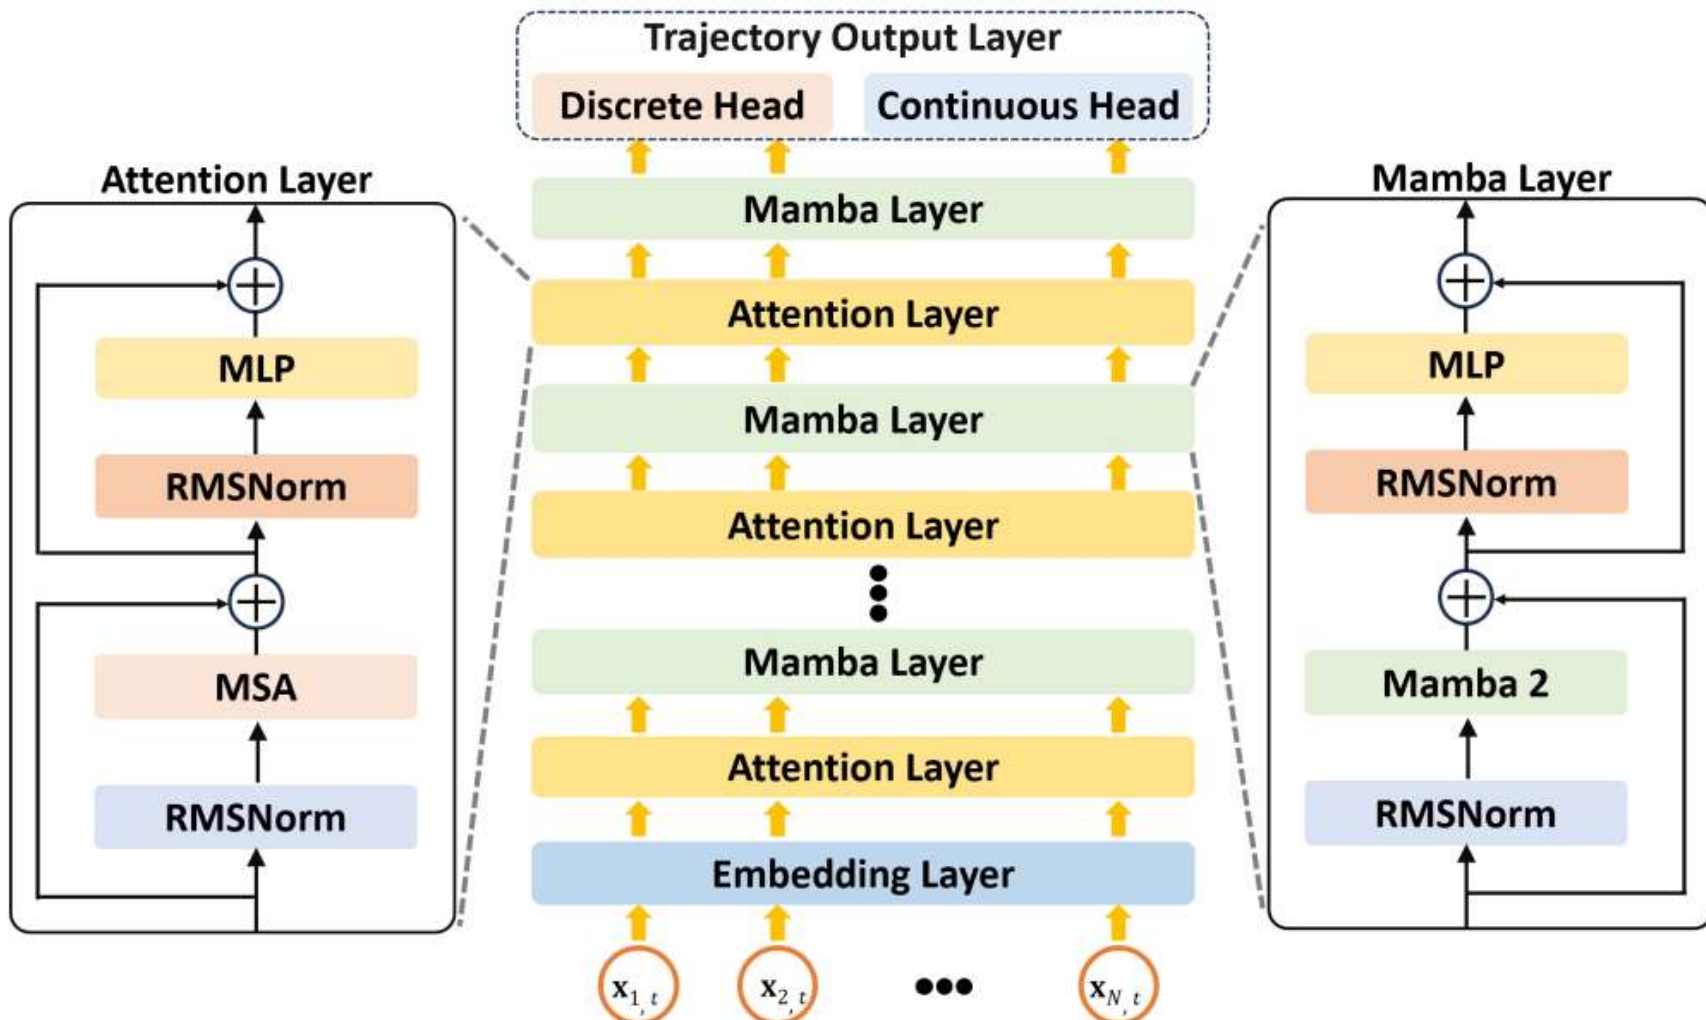 Trajectory Output Layer
Discrete Head
Continuous Head
Mamba Layer
Attention Layer
Mamba Layer
Attention Layer
Mamba Layer
Attention Layer
Embedding Layer
x1, t
x2, t
xN, t
Attention Layer
MLP
RMSNorm
MSA
RMSNorm
Mamba Layer
MLP
RMSNorm
Mamba 2
RMSNorm